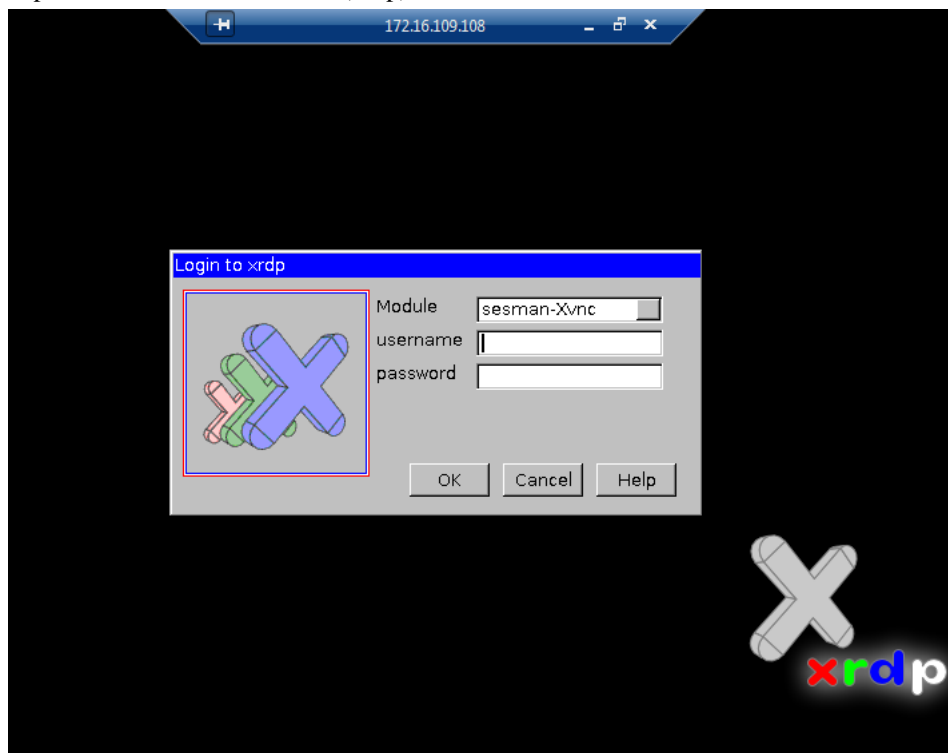 172.16.109.108
Login to xrdp
Module sesman-Xvnc
username
password
OK Cancel Help
xrdp